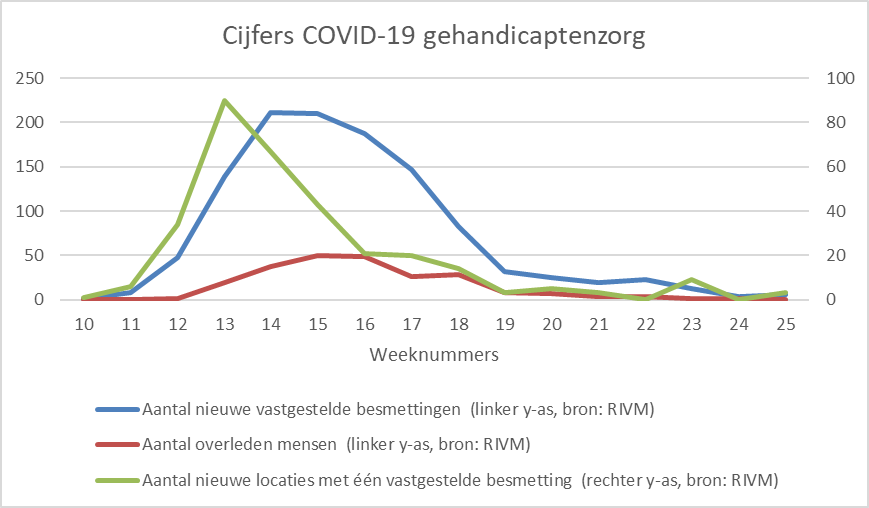 Cijfers COVID-19 gehandicaptenzorg
250 100
200 80
150 60
100 40
50 20
0 0
10 11 12 13 14 15 16 17 18 19 20 21 22 23 24 25
Weeknummers
Aantal nieuwe vastgestelde besmettingen (linker y-as, bron: RIVM)
Aantal overleden mensen (linker y-as, bron: RIVM)
Aantal nieuwe locaties met één vastgestelde besmetting (rechter y-as, bron: RIVM)